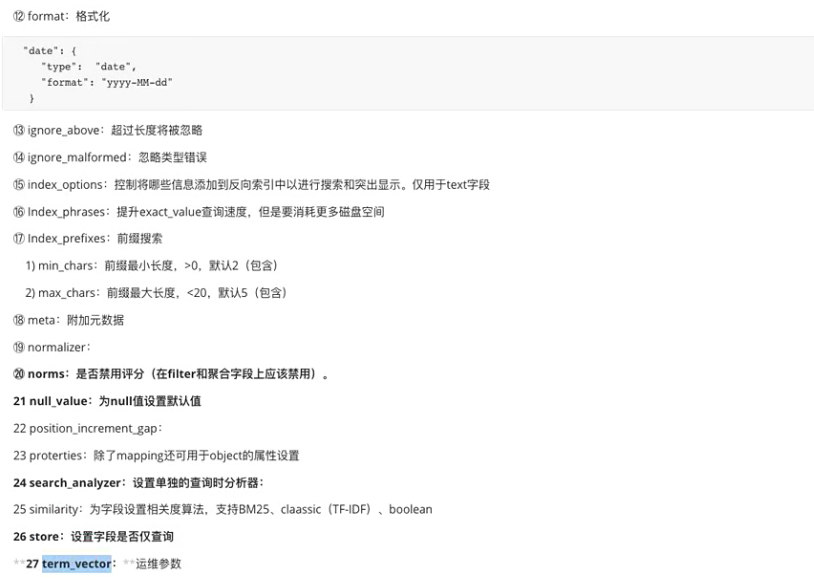 ⑫ format：格式化
"date": {
"type":  "date",
"format": "yyyy-MM-dd"
}
⑬ ignore_above：超过长度将被忽略
⑭ ignore_malformed：忽略类型错误
⑮ index_options：控制将哪些信息添加到反向索引中以进行搜索和突出显示。仅用于text字段
⑯ Index_phrases：提升exact_value查询速度，但是要消耗更多磁盘空间
⑰ Index_prefixes：前缀搜索
1) min_chars：前缀最小长度，>0，默认2（包含）
2) max_chars：前缀最大长度，<20，默认5（包含）
⑱ meta：附加元数据
⑲ normalizer：
⑳ norms：是否禁用评分（在filter和聚合字段上应该禁用）。
21 null_value：为null值设置默认值
22 position_increment_gap：
23 proterties：除了mapping还可用于object的属性设置
24 search_analyzer：设置单独的查询时分析器：
25 similarity：为字段设置相关度算法，支持BM25、claassic（TF-IDF）、boolean
26 store：设置字段是否仅查询
**27 term_vector：**运维参数